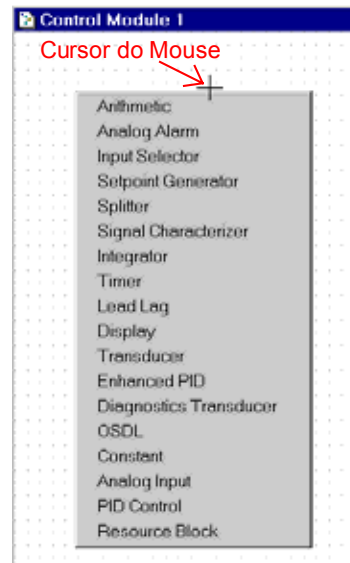 Control Module 1
Cursor do Mouse
Arithmetic
Analog Alarm
Input Selector
Setpoint Generator
Splitter
Signal Characterizer
Integrator
Timer
Lead Lag
Display
Transducer
Enhanced PID
Diagnostics Transducer
OSDL
Constant
Analog Input
PID Control
Resource Block